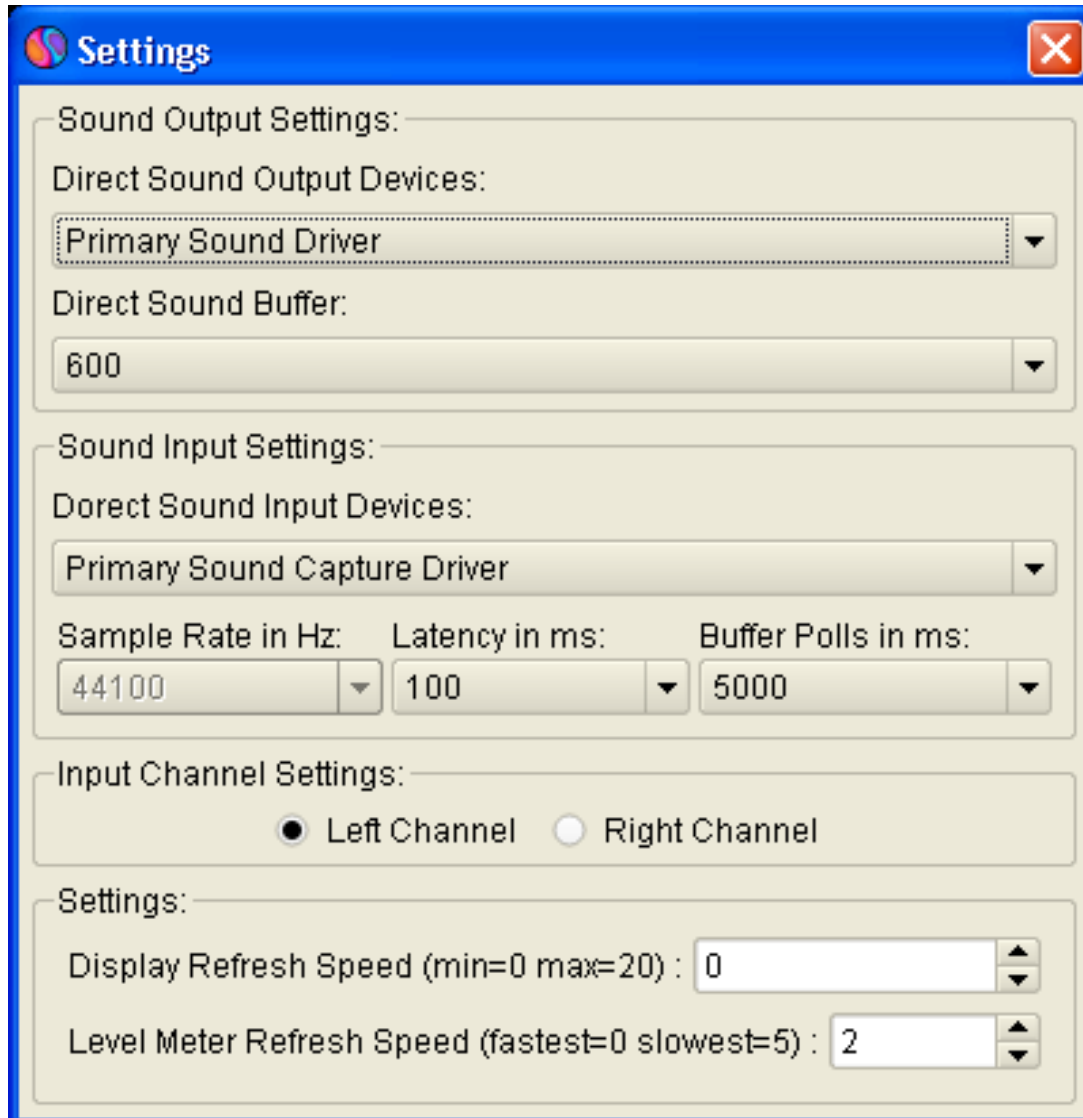 Settings
Sound Output Settings:
Direct Sound Output Devices:
Primary Sound Driver
Direct Sound Buffer:
600
Sound Input Settings:
Dorect Sound Input Devices:
Primary Sound Capture Driver
Sample Rate in Hz: Latency in ms: Buffer Polls in ms:
44100 100 5000
Input Channel Settings:
Left Channel Right Channel
Settings:
Display Refresh Speed (min=0 max=20) : 0
Level Meter Refresh Speed (fastest=0 slowest=5) : 2